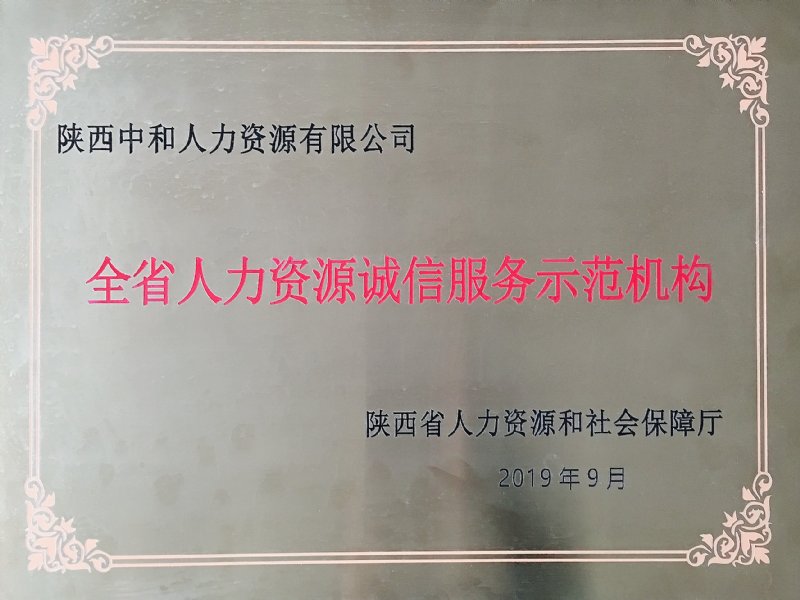 陕西中和人力资源有限公司
全省人力资源诚信服务示范机构
陕西省人力资源和社会保障厅
2019年9月